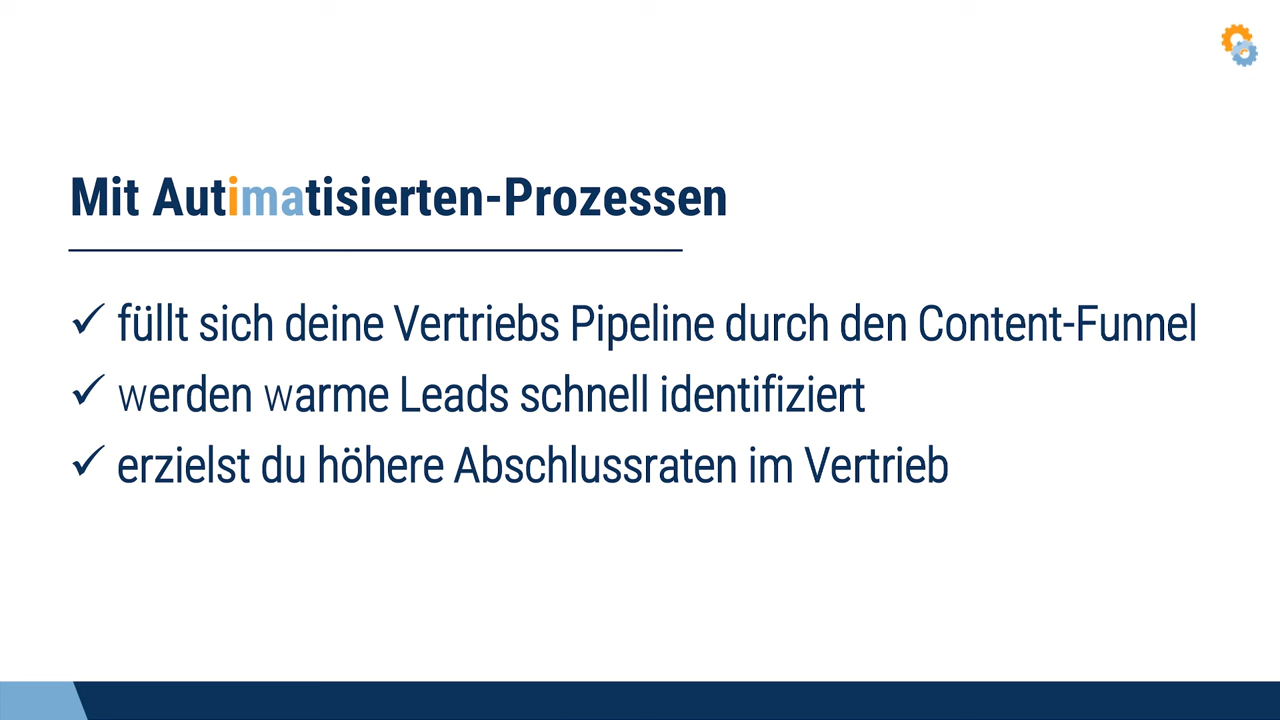 Mit Autimatisierten-Prozessen
✓ füllt sich deine Vertriebs Pipeline durch den Content-Funnel
✓ werden warme Leads schnell identifiziert
✓ erzielst du höhere Abschlussraten im Vertrieb